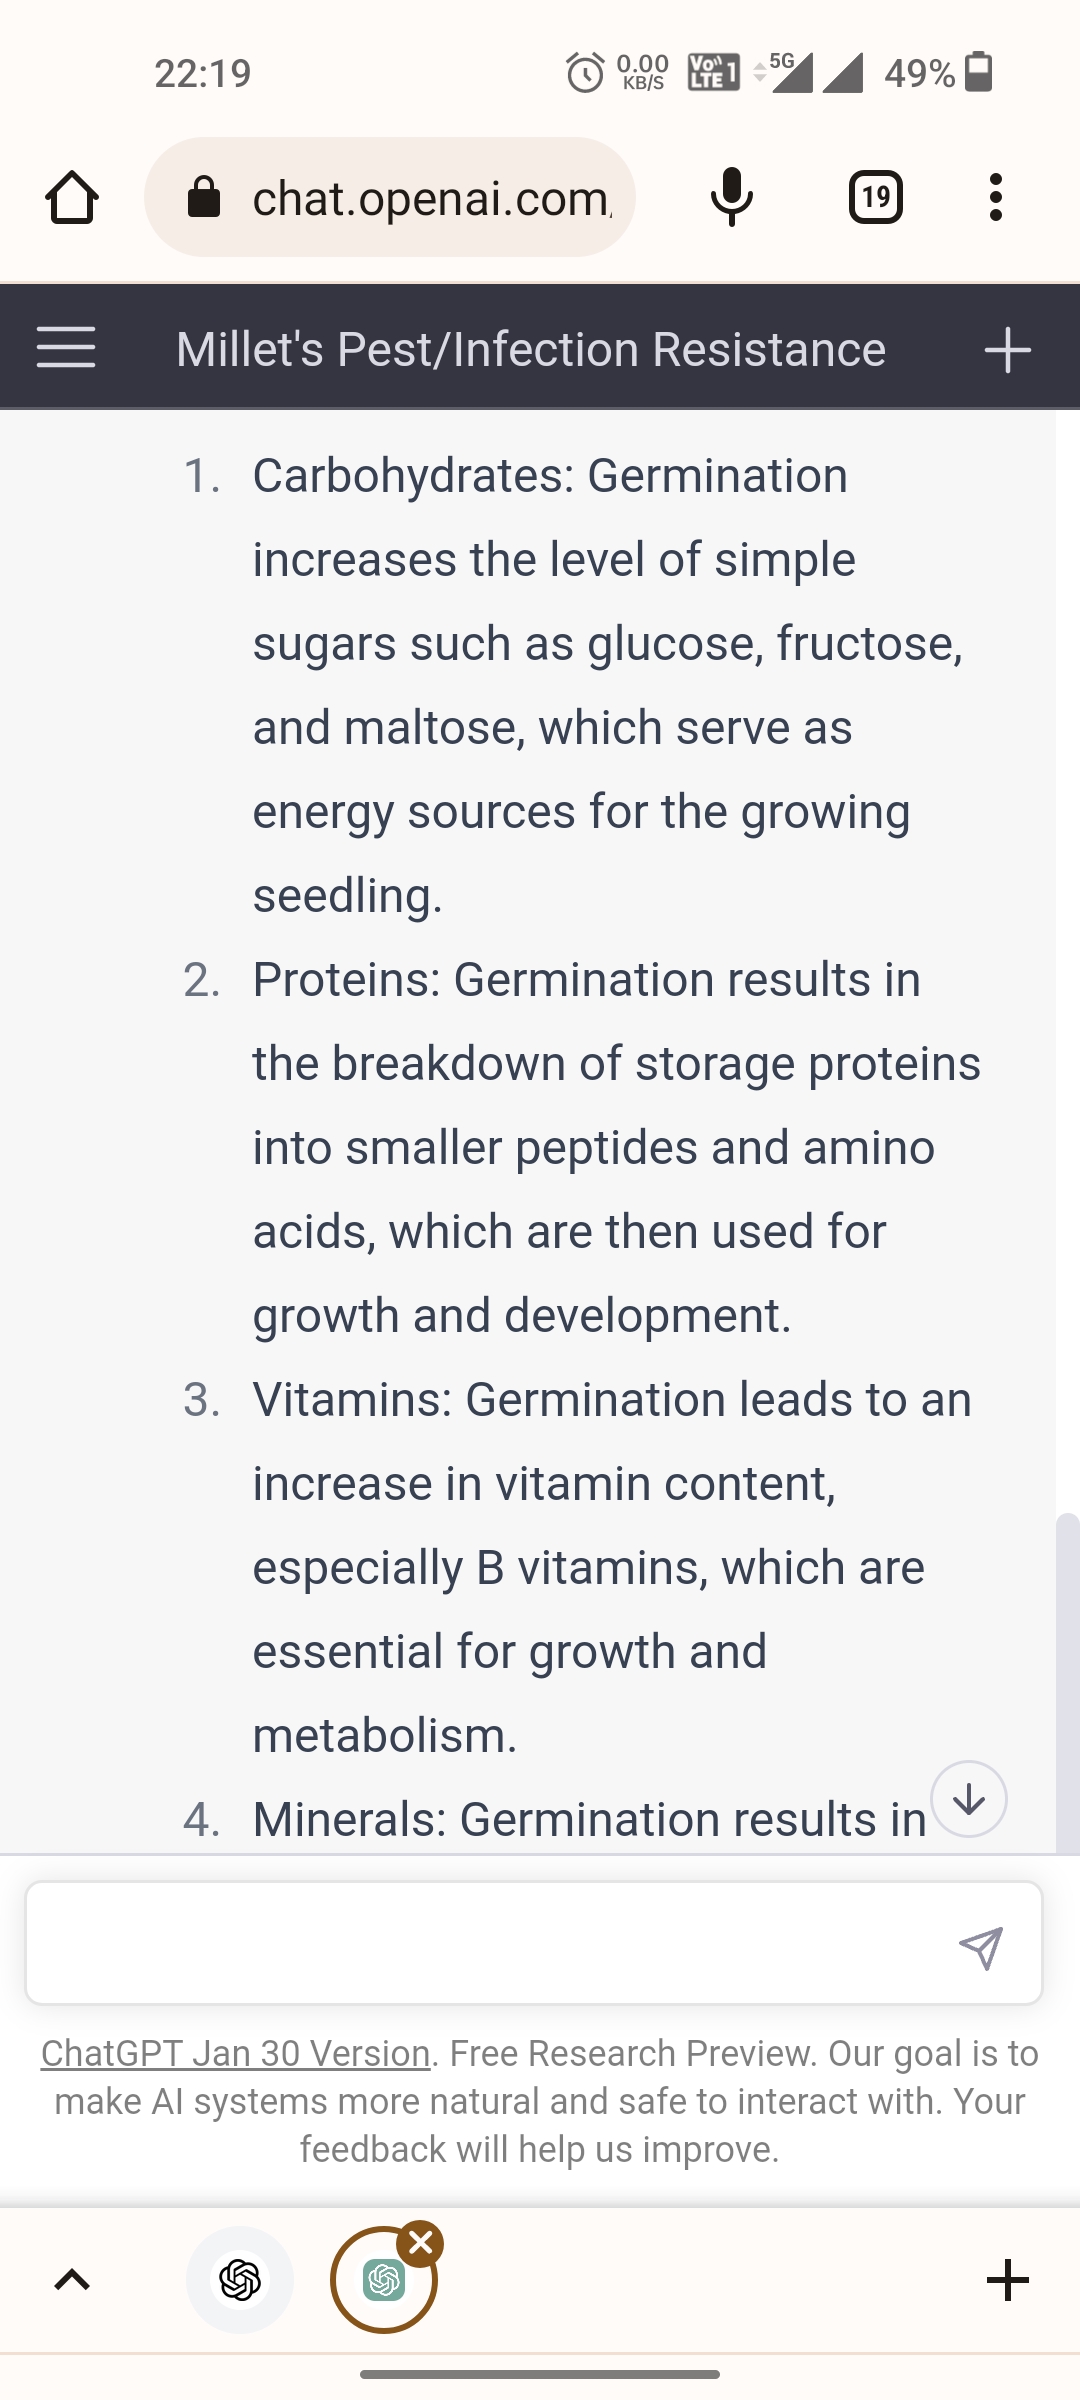 22:19 0.00 KB/S Vo LTE 1 5G 49%
chat.openai.com/ 19
Millet's Pest/Infection Resistance
1. Carbohydrates: Germination
increases the level of simple
sugars such as glucose, fructose,
and maltose, which serve as
energy sources for the growing
seedling.
2. Proteins: Germination results in
the breakdown of storage proteins
into smaller peptides and amino
acids, which are then used for
growth and development.
3. Vitamins: Germination leads to an
increase in vitamin content,
especially B vitamins, which are
essential for growth and
metabolism.
4. Minerals: Germination results in
ChatGPT Jan 30 Version. Free Research Preview. Our goal is to
make AI systems more natural and safe to interact with. Your
feedback will help us improve.